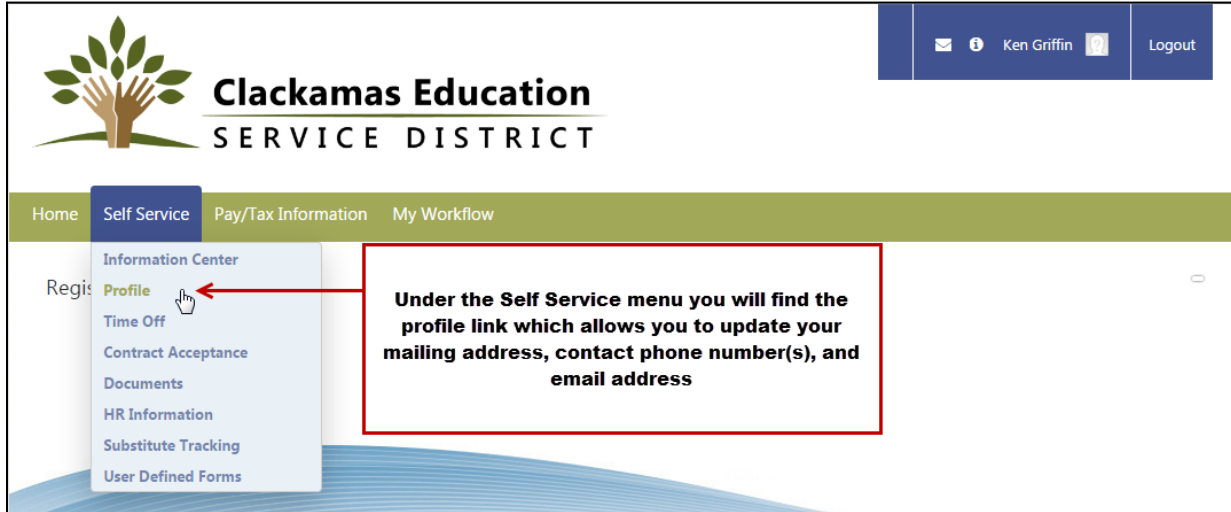 Ken Griffin
Logout
Clackamas Education
SERVICE DISTRICT
Home
Self Service
Pay/Tax Information
My Workflow
Information Center
Regis
Profile
Time Off
Contract Acceptance
Documents
HR Information
Substitute Tracking
User Defined Forms
Under the Self Service menu you will find the
profile link which allows you to update your
mailing address, contact phone number(s), and
email address